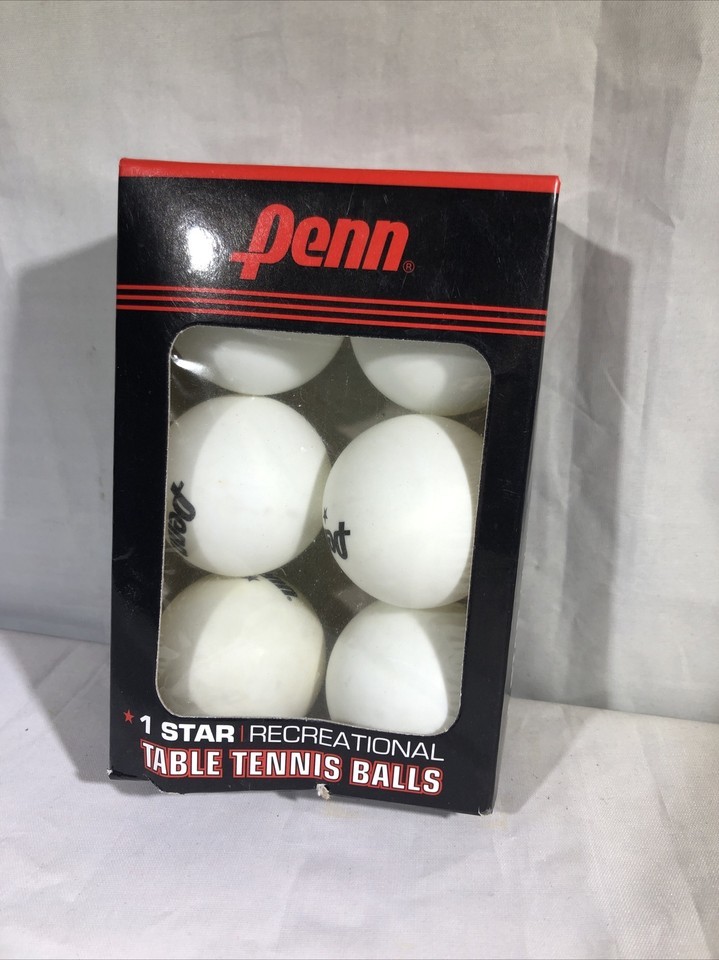 Penn®
★ 1 STAR | RECREATIONAL
TABLE TENNIS BALLS